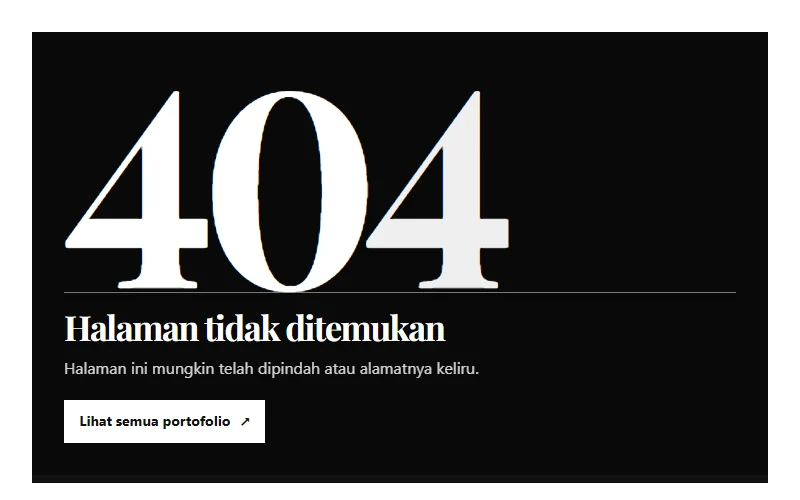 404
Halaman tidak ditemukan
Halaman ini mungkin telah dipindah atau alamatnya keliru.
Lihat semua portofolio ↗